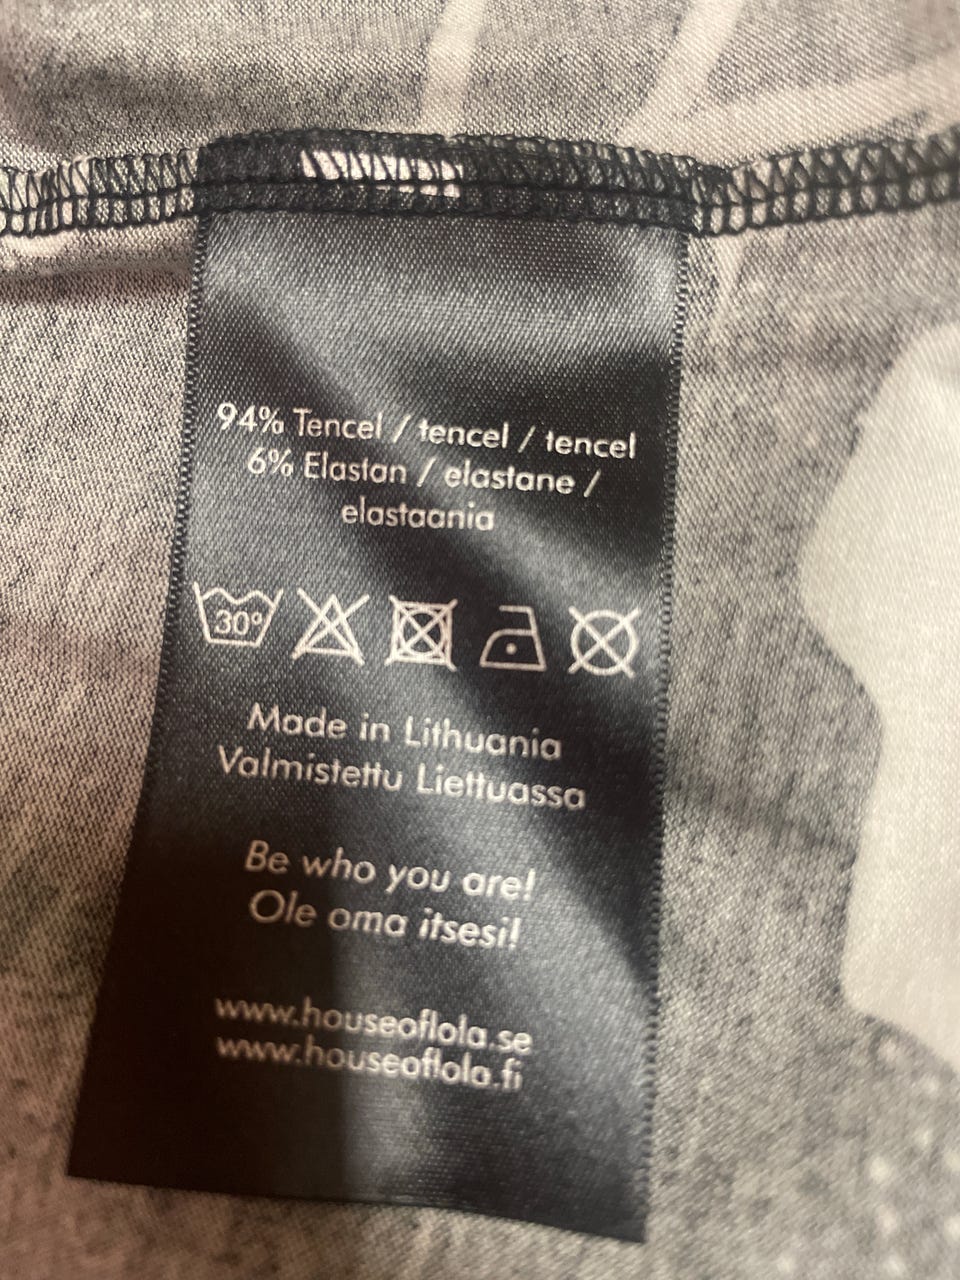 94% Tencel / tencel / tencel
6% Elastan / elastane /
elastaania
30°
Made in Lithuania
Valmistettu Liettuassa
Be who you are!
Ole oma itsesi!
www.houseoflola.se
www.houseoflola.fi